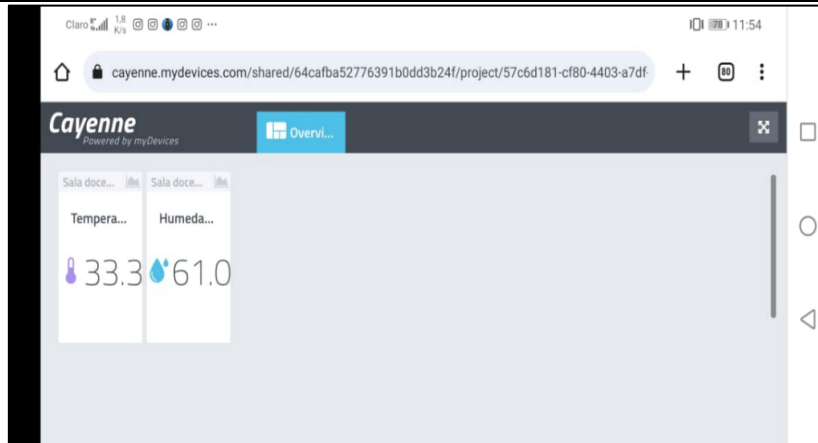 Claro 1,8 K/s 78 11:54
cayenne.mydevices.com/shared/64cafba52776391b0dd3b24f/project/57c6d181-cf80-4403-a7df- 80
Cayenne
Powered by myDevices
Overvi...
Sala doce... Sala doce...
Tempera... Humeda...
33.3 61.0